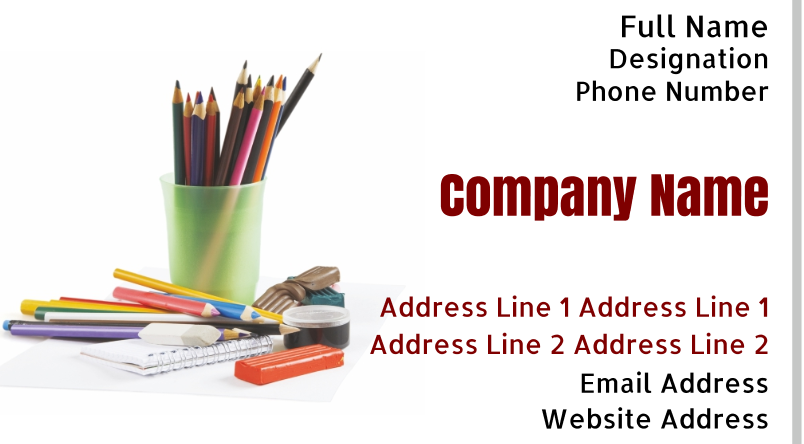 Full Name
Designation
Phone Number
Company Name
Address Line 1 Address Line 1
Address Line 2 Address Line 2
Email Address
Website Address